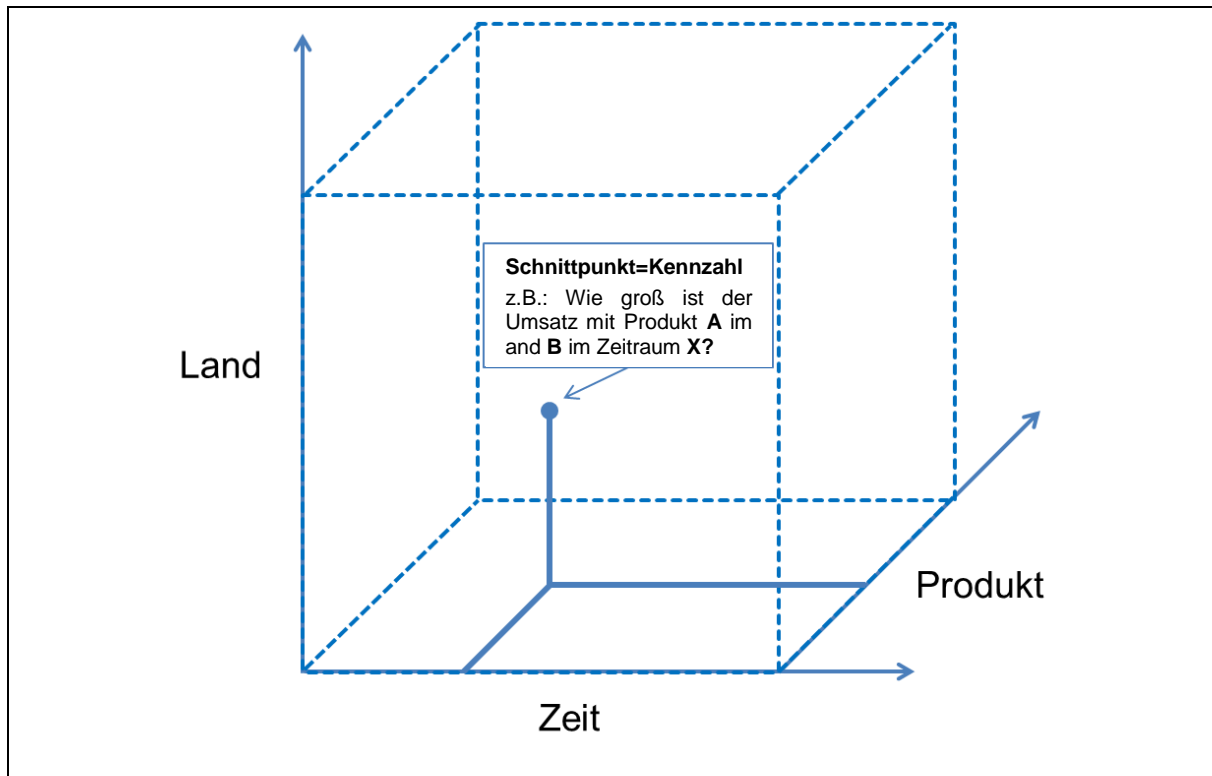 Schnittpunkt=Kennzahl
z.B.: Wie groß ist der
Umsatz mit Produkt A im
and B im Zeitraum X?
Land
Produkt
Zeit